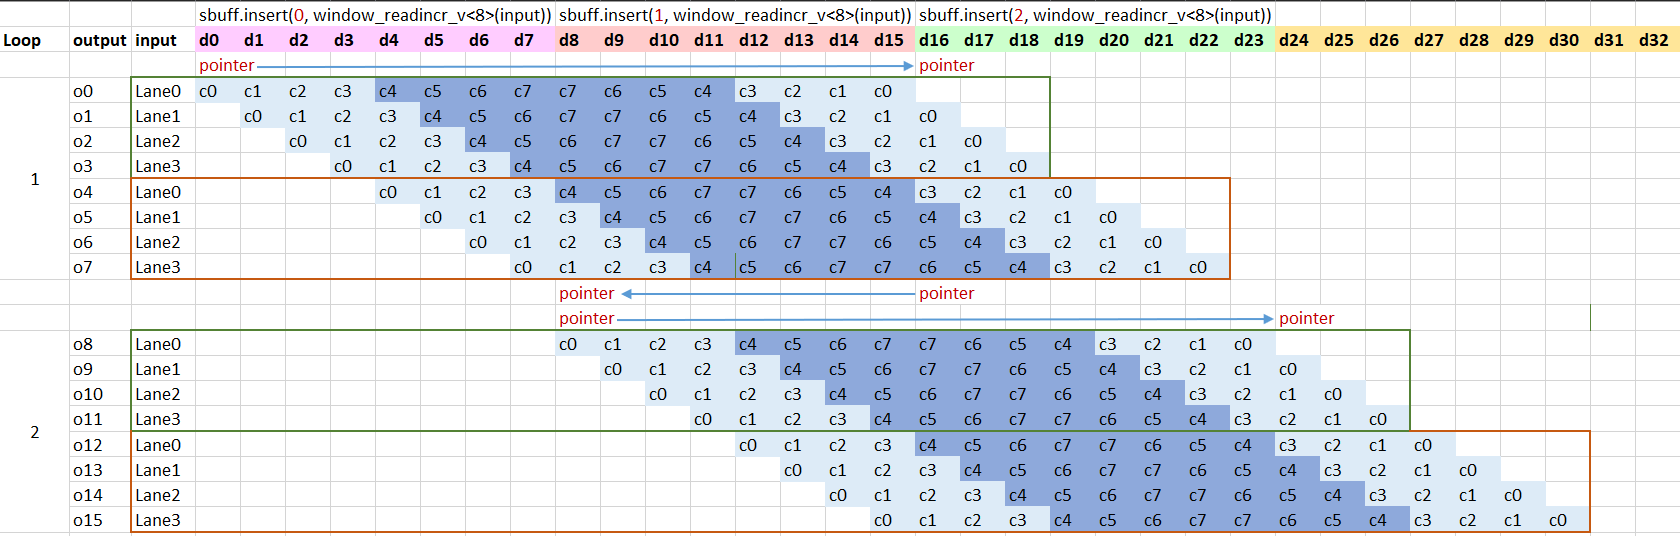 sbuff.insert(0, window_readincr_v<8>(input)) sbuff.insert(1, window_readincr_v<8>(input)) sbuff.insert(2, window_readincr_v<8>(input))
Loop output input d0 d1 d2 d3 d4 d5 d6 d7 d8 d9 d10 d11 d12 d13 d14 d15 d16 d17 d18 d19 d20 d21 d22 d23 d24 d25 d26 d27 d28 d29 d30 d31 d32
pointer pointer
o0 Lane0 c0 c1 c2 c3 c4 c5 c6 c7 c7 c6 c5 c4 c3 c2 c1 c0
o1 Lane1 c0 c1 c2 c3 c4 c5 c6 c7 c7 c6 c5 c4 c3 c2 c1 c0
o2 Lane2 c0 c1 c2 c3 c4 c5 c6 c7 c7 c6 c5 c4 c3 c2 c1 c0
o3 Lane3 c0 c1 c2 c3 c4 c5 c6 c7 c7 c6 c5 c4 c3 c2 c1 c0
1
o4 Lane0 c0 c1 c2 c3 c4 c5 c6 c7 c7 c6 c5 c4 c3 c2 c1 c0
o5 Lane1 c0 c1 c2 c3 c4 c5 c6 c7 c7 c6 c5 c4 c3 c2 c1 c0
o6 Lane2 c0 c1 c2 c3 c4 c5 c6 c7 c7 c6 c5 c4 c3 c2 c1 c0
o7 Lane3 c0 c1 c2 c3 c4 c5 c6 c7 c7 c6 c5 c4 c3 c2 c1 c0
pointer pointer
pointer pointer
o8 Lane0 c0 c1 c2 c3 c4 c5 c6 c7 c7 c6 c5 c4 c3 c2 c1 c0
o9 Lane1 c0 c1 c2 c3 c4 c5 c6 c7 c7 c6 c5 c4 c3 c2 c1 c0
o10 Lane2 c0 c1 c2 c3 c4 c5 c6 c7 c7 c6 c5 c4 c3 c2 c1 c0
o11 Lane3 c0 c1 c2 c3 c4 c5 c6 c7 c7 c6 c5 c4 c3 c2 c1 c0
2
o12 Lane0 c0 c1 c2 c3 c4 c5 c6 c7 c7 c6 c5 c4 c3 c2 c1 c0
o13 Lane1 c0 c1 c2 c3 c4 c5 c6 c7 c7 c6 c5 c4 c3 c2 c1 c0
o14 Lane2 c0 c1 c2 c3 c4 c5 c6 c7 c7 c6 c5 c4 c3 c2 c1 c0
o15 Lane3 c0 c1 c2 c3 c4 c5 c6 c7 c7 c6 c5 c4 c3 c2 c1 c0